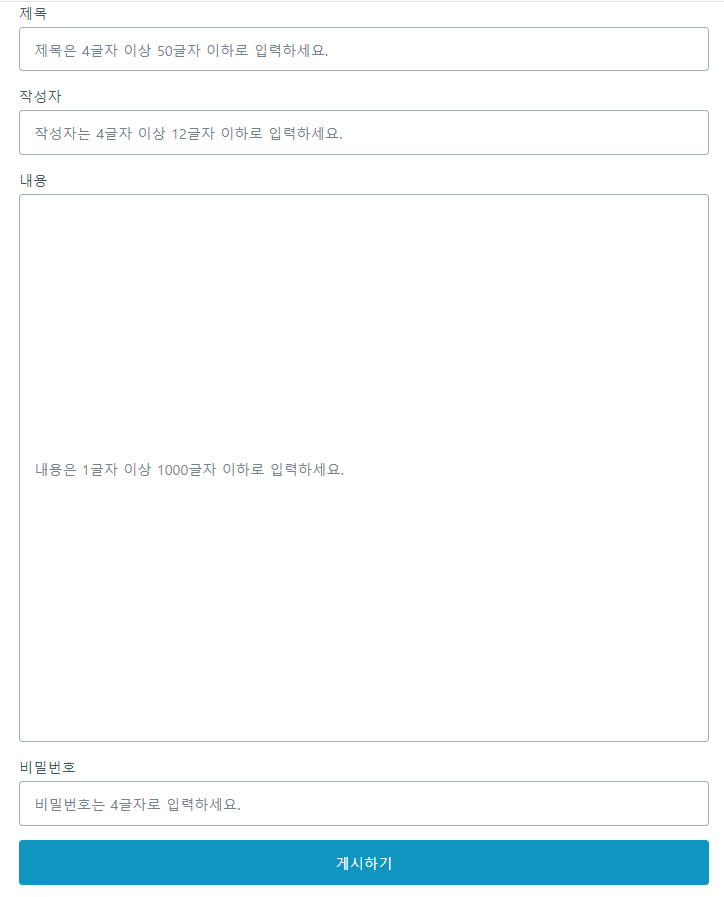 제목
제목은 4글자 이상 50글자 이하로 입력하세요.
작성자
작성자는 4글자 이상 12글자 이하로 입력하세요.
내용
내용은 1글자 이상 1000글자 이하로 입력하세요.
비밀번호
비밀번호는 4글자로 입력하세요.
게시하기